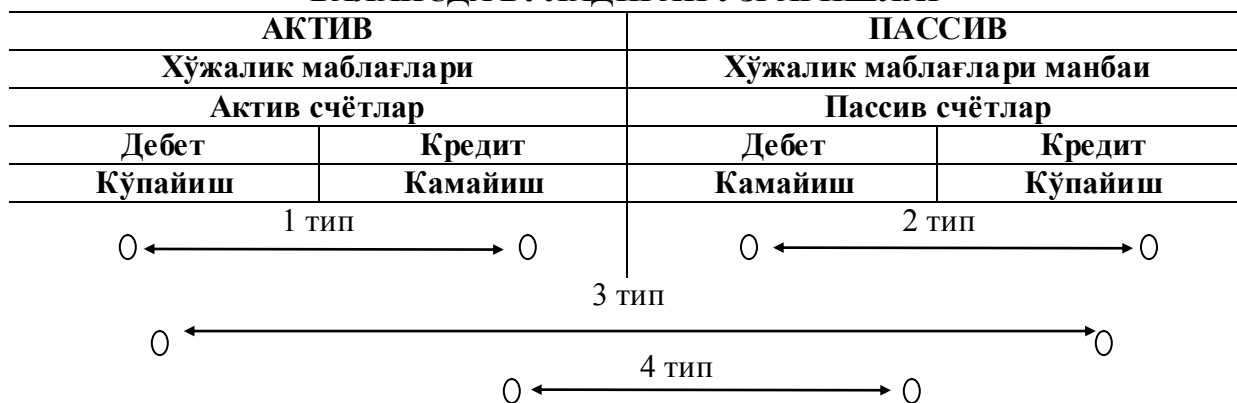 АКТИВ ПАССИВ
Хўжалик маблағлари Хўжалик маблағлари манбаи
Актив счётлар Пассив счётлар
Дебет Кредит Дебет Кредит
Кўпайиш Камайиш Камайиш Кўпайиш
1 тип 2 тип
3 тип
4 тип